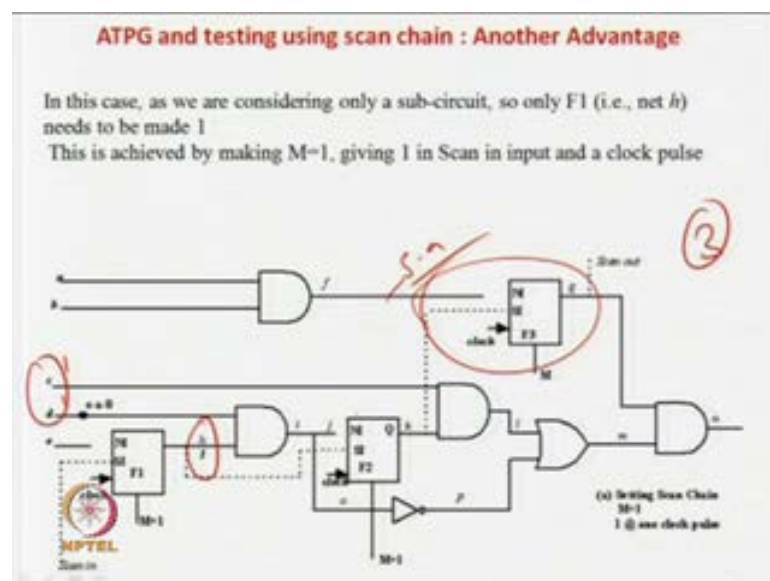 ATPG and testing using scan chain : Another Advantage
In this case, as we are considering only a sub-circuit, so only F1 (i.e., net h)
needs to be made 1
This is achieved by making M=1, giving 1 in Scan in input and a clock pulse
3
Scan out
f
NI
g
a
b
SI
clock
F3
M
c
d
s-a-0
e
NI
SI
F1
h
1
i
j
NI
Q
k
SI
F2
l
m
n
o
p
M=1
M=1
(a) Setting Scan Chain
M=1
1 @ one clock pulse
NPTEL
Scan in